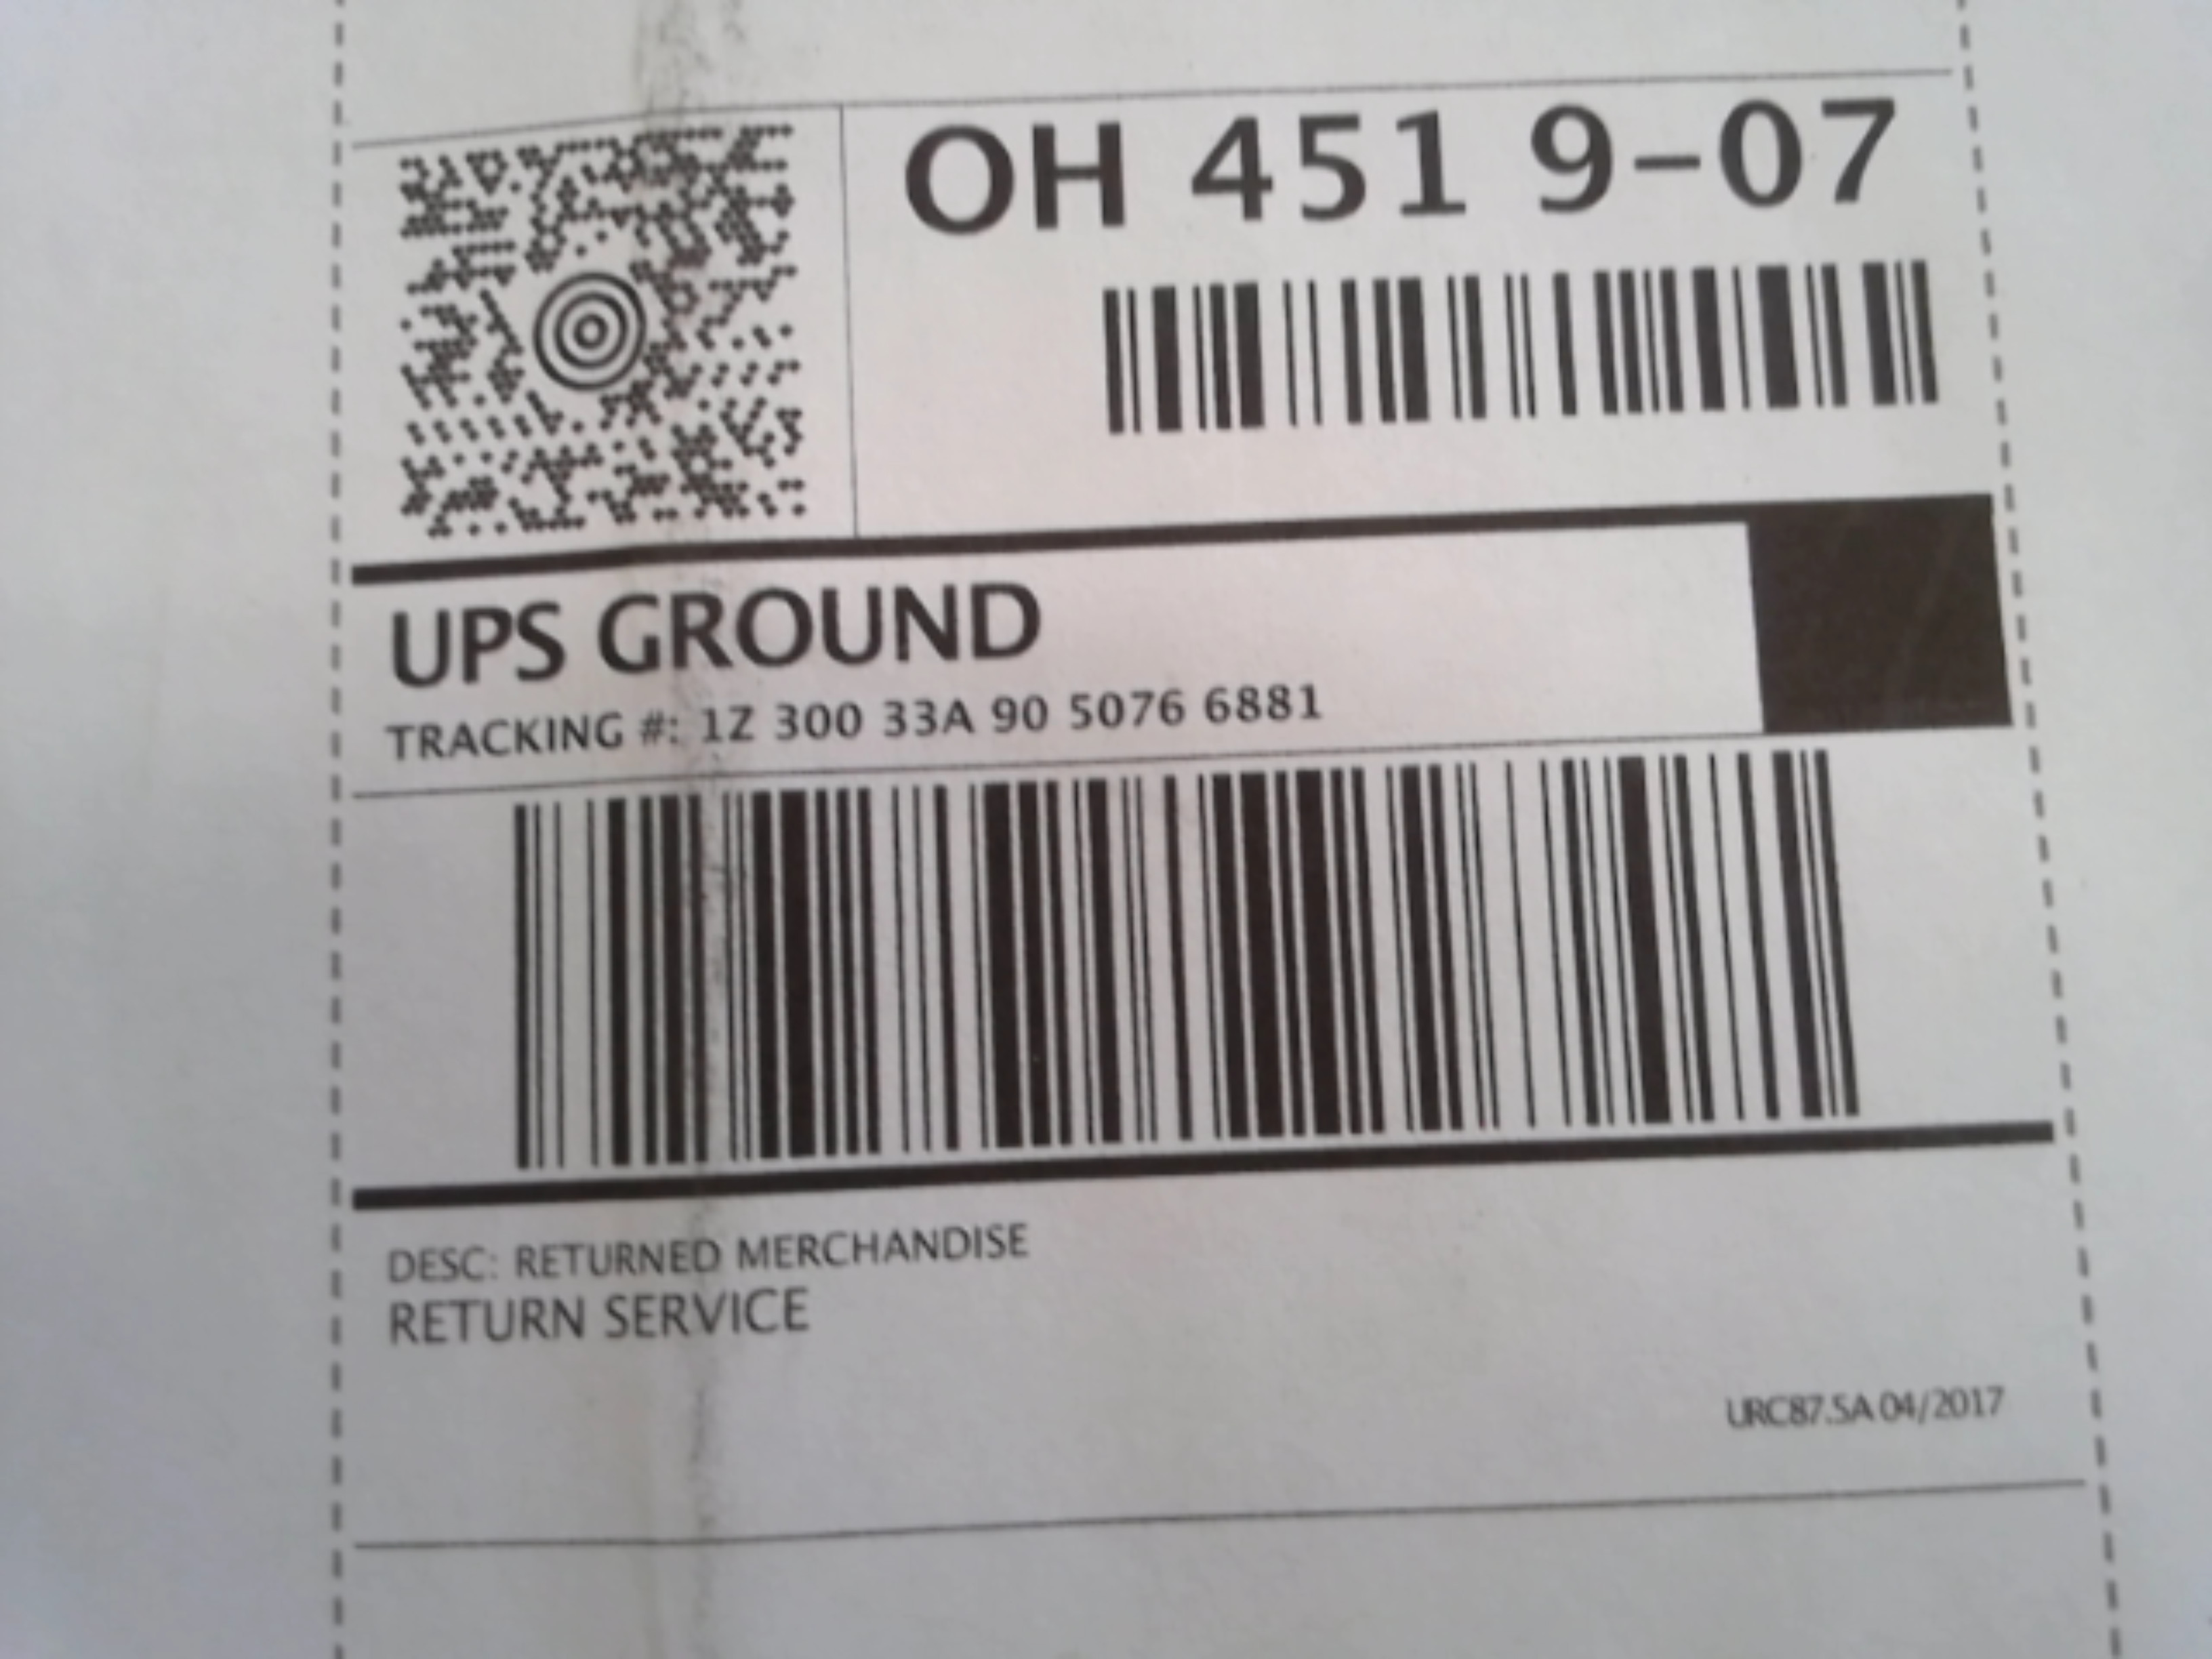 OH 451 9-07
UPS GROUND
TRACKING #: 1Z 300 33A 90 5076 6881
DESC: RETURNED MERCHANDISE
RETURN SERVICE
URC87.5A 04/2017